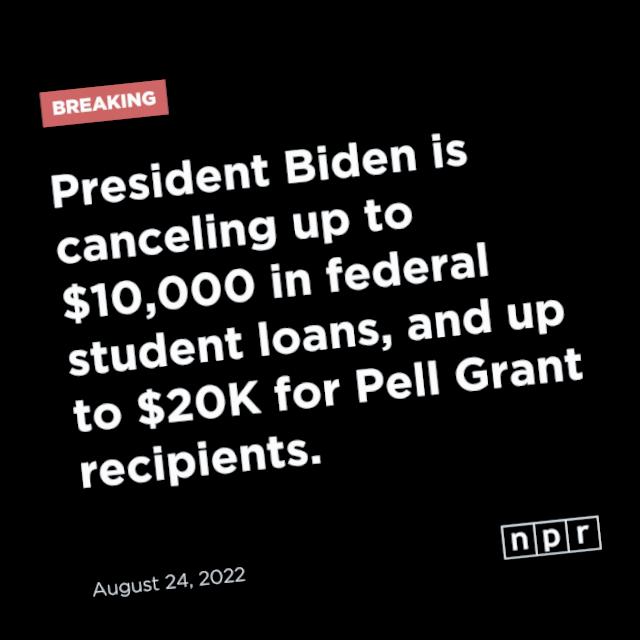 BREAKING
President Biden is
canceling up to
$10,000 in federal
student loans, and up
to $20K for Pell Grant
recipients.
npr
August 24, 2022